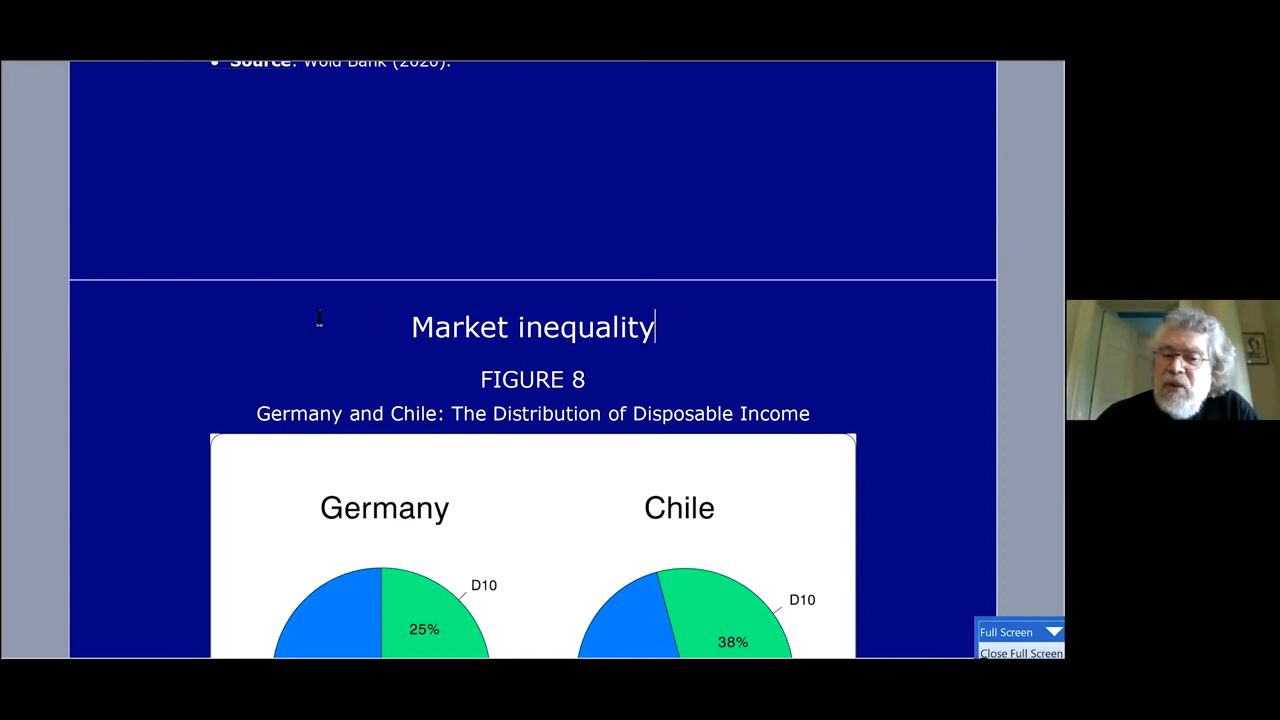 • Source: Wold Bank (2020).
Market inequality
FIGURE 8
Germany and Chile: The Distribution of Disposable Income
Germany
Chile
D10
25%
D10
38%
Full Screen
Close Full Screen